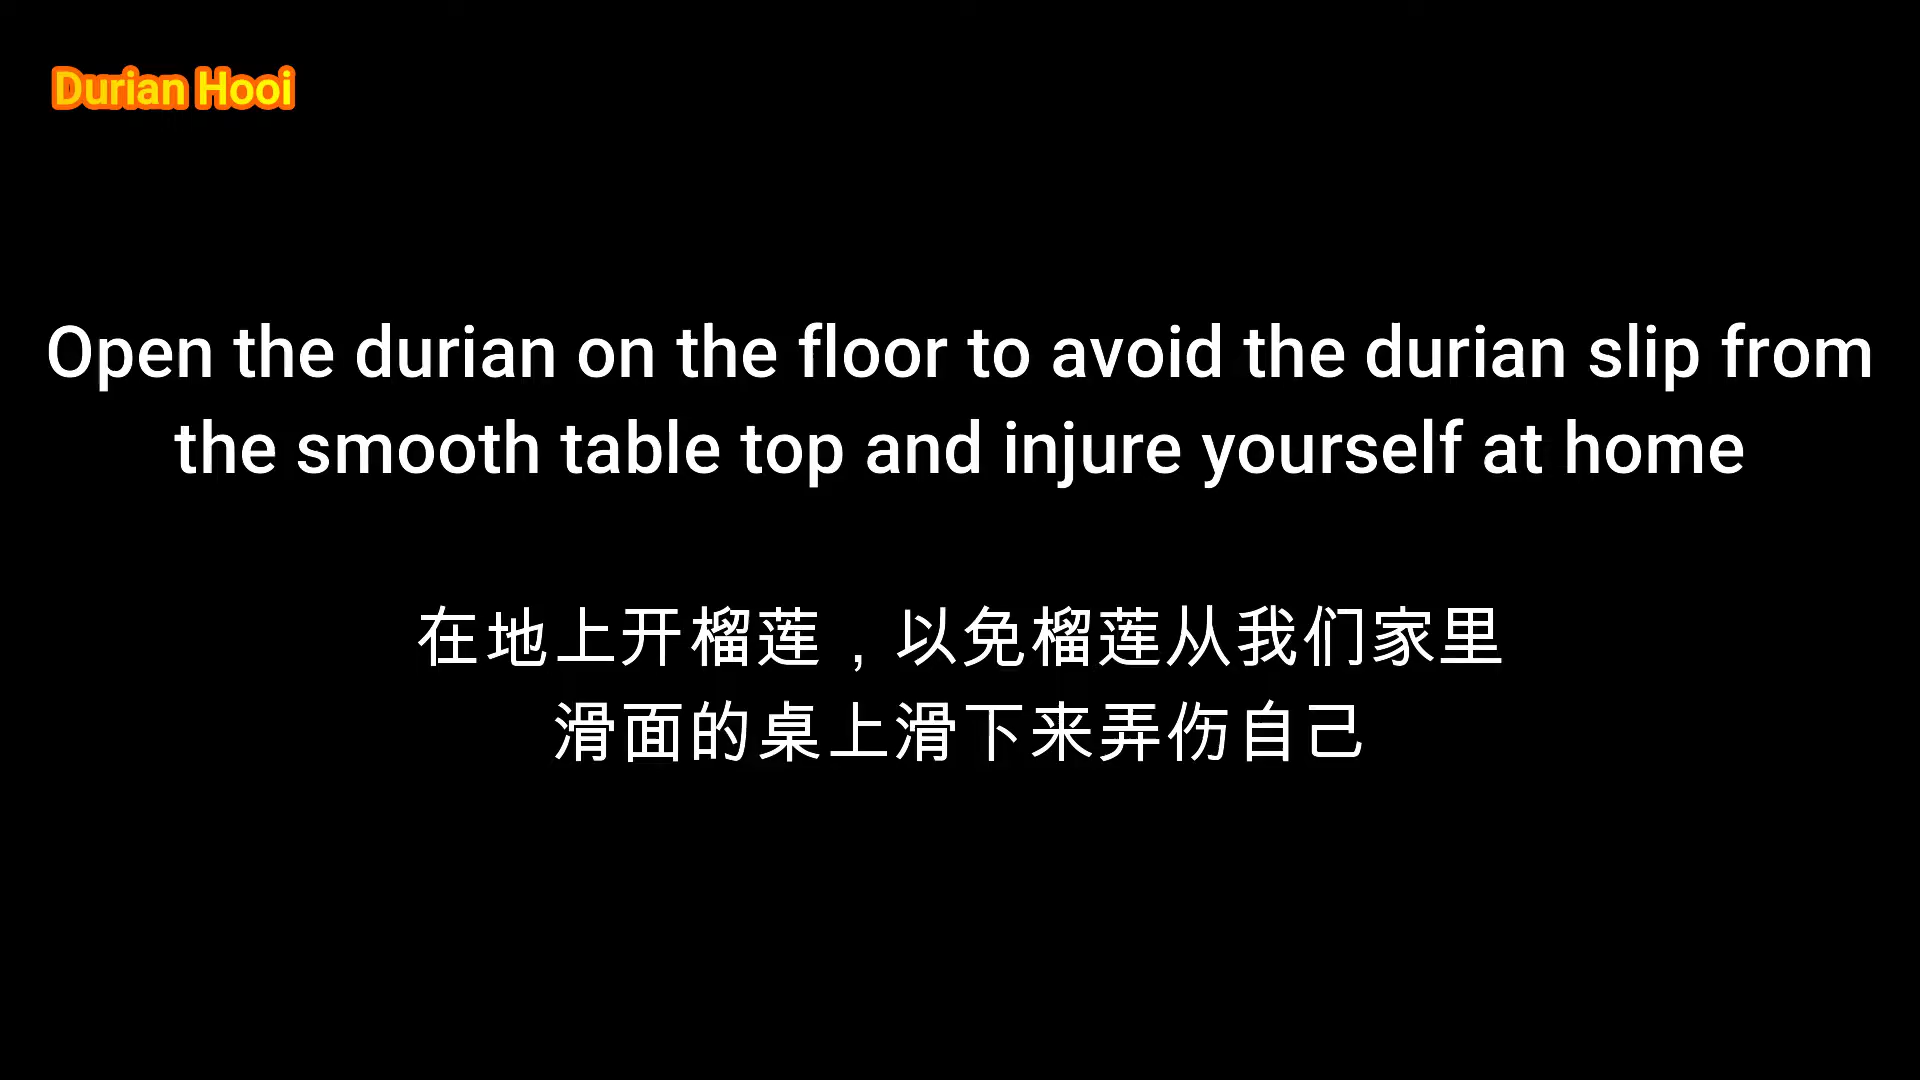 Durian Hooi
Open the durian on the floor to avoid the durian slip from
the smooth table top and injure yourself at home
在地上开榴莲，以免榴莲从我们家里
滑面的桌上滑下来弄伤自己